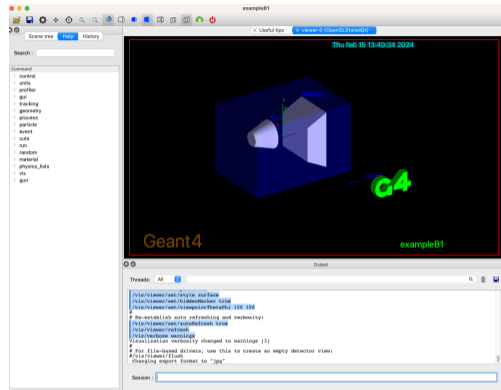 exampleB1
Scene tree
Help
History
× Useful tips
× viewer-0 (OpenGLStoredQt)
Search :
Command
control
units
profiler
gui
tracking
geometry
process
particle
event
cuts
run
random
material
physics_lists
vis
gun
Thu Feb 15 13:49:34 2024
G4
Geant4
exampleB1
Output
Threads: All
/vis/viewer/set/style surface
/vis/viewer/set/hiddenMarker true
/vis/viewer/set/viewpointThetaPhi 120 150
#
# Re-establish auto refreshing and verbosity:
/vis/viewer/set/autoRefresh true
/vis/viewer/refresh
/vis/verbose warnings
Visualization verbosity changed to warnings (3)
#
# For file-based drivers, use this to create an empty detector view:
#/vis/viewer/flush
Changing export format to "jpg"
Session :